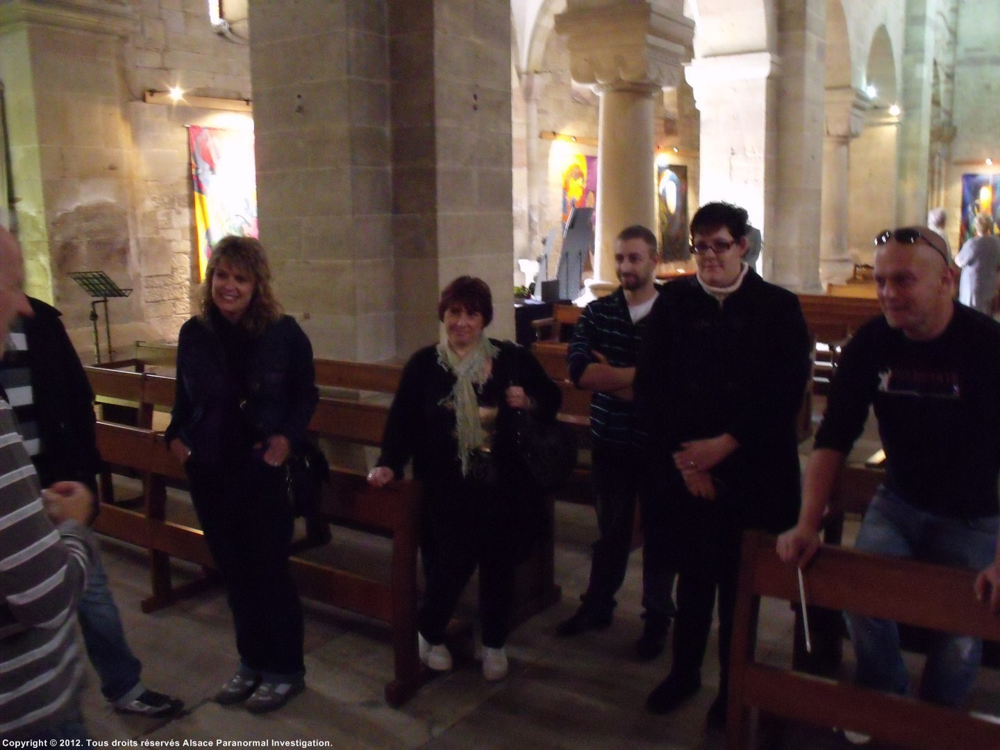 Copyright © 2012. Tous droits réservés Alsace Paranormal Investigation.